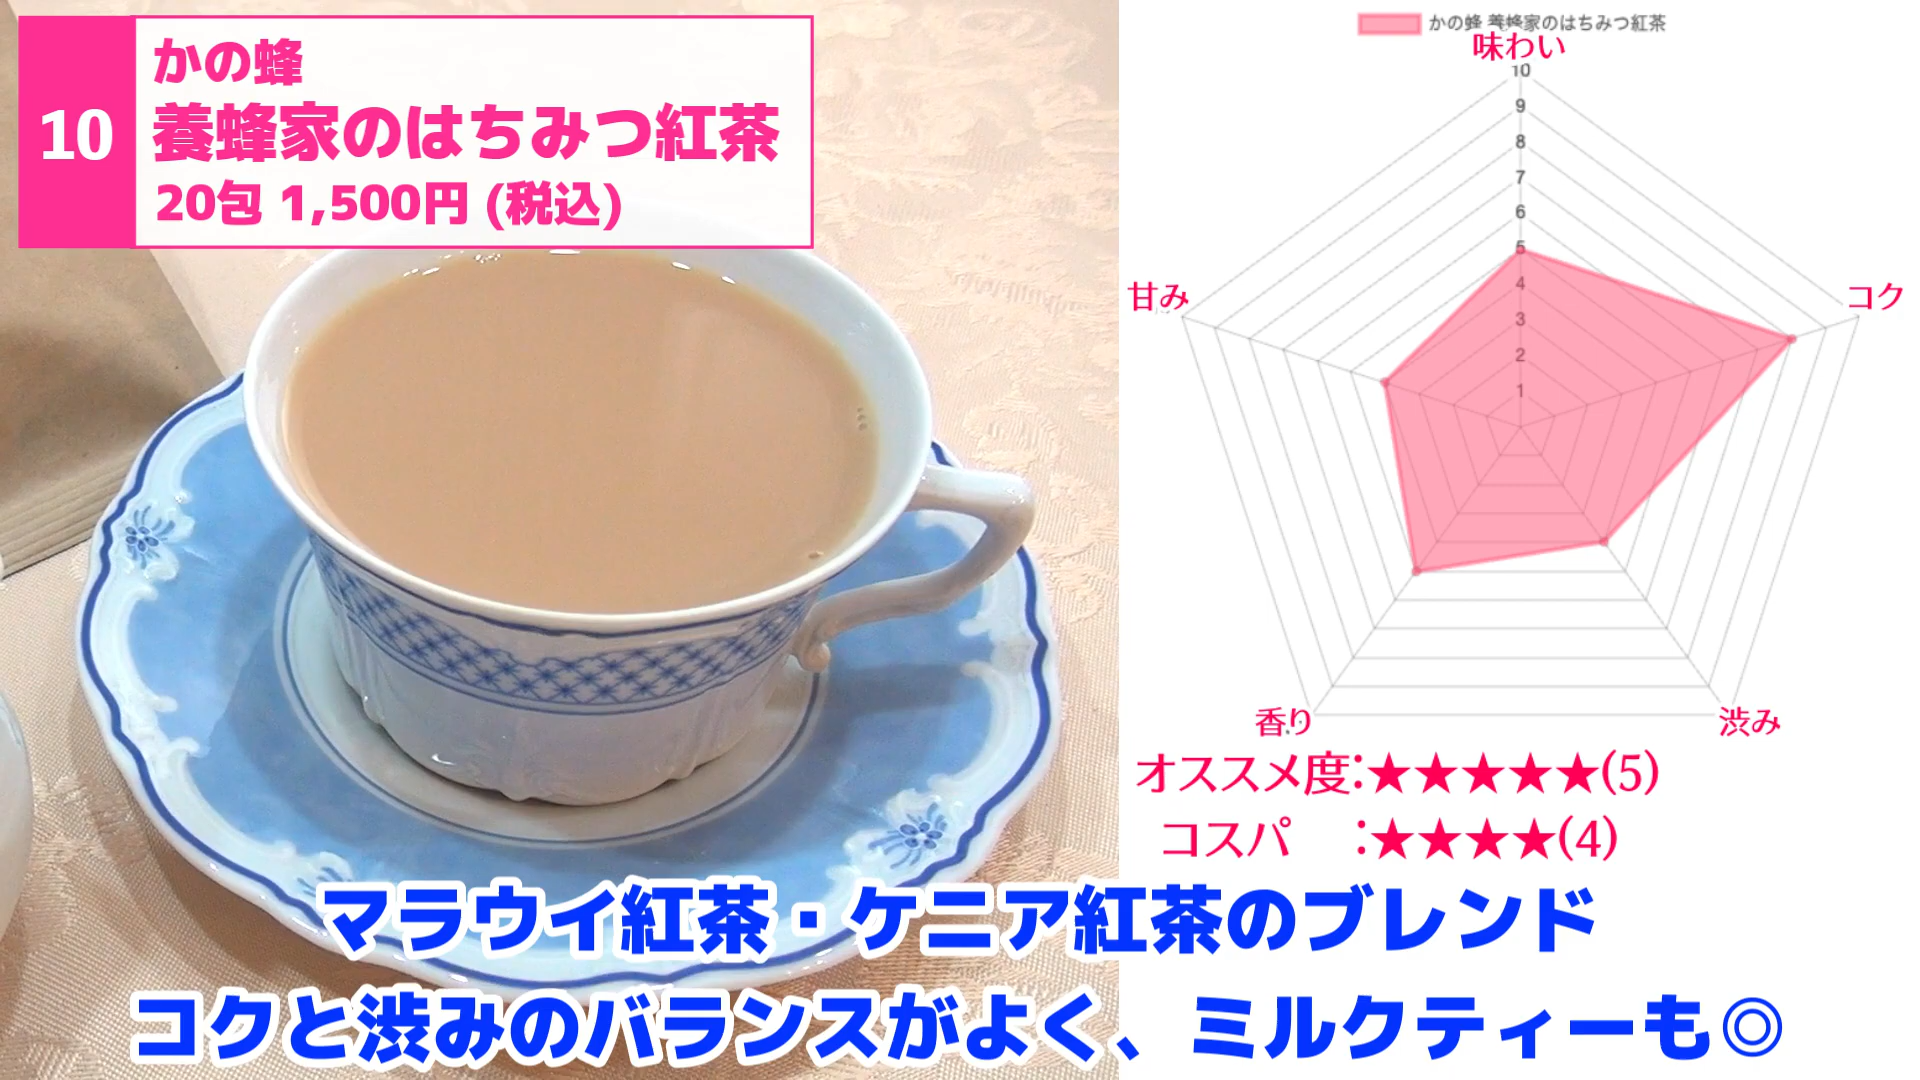 10
かの蜂
養蜂家のはちみつ紅茶
20包 1,500円 (税込)
かの蜂 養蜂家のはちみつ紅茶
味わい
10
9
8
7
6
5
4
3
2
1
甘み
コク
香り
渋み
オススメ度:★★★★★(5)
コスパ :★★★★(4)
マラウイ紅茶・ケニア紅茶のブレンド
コクと渋みのバランスがよく、ミルクティーも◎